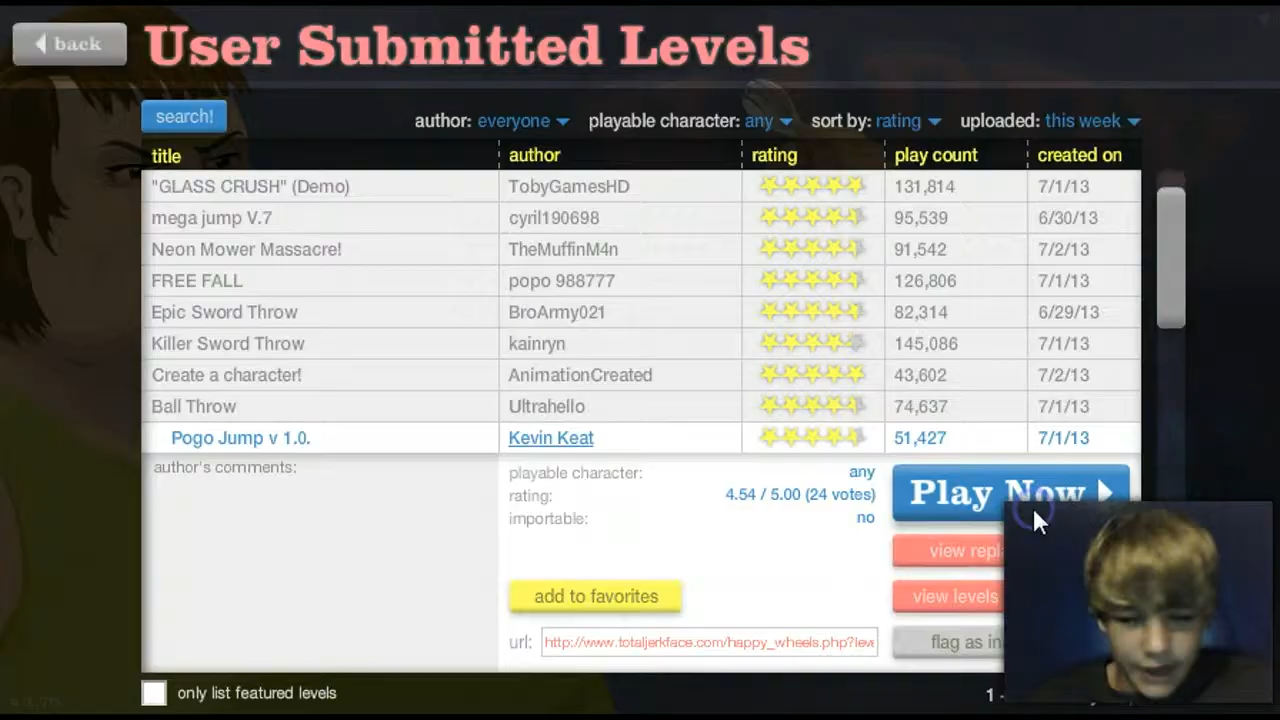 back
User Submitted Levels
search!
author: everyone playable character: any sort by: rating uploaded: this week
title author rating play count created on
"GLASS CRUSH" (Demo) TobyGamesHD 131,814 7/1/13
mega jump V.7 cyril190698 95,539 6/30/13
Neon Mower Massacre! TheMuffinM4n 91,542 7/2/13
FREE FALL popo 988777 126,806 7/1/13
Epic Sword Throw BroArmy021 82,314 6/29/13
Killer Sword Throw kainryn 145,086 7/1/13
Create a character! AnimationCreated 43,602 7/2/13
Ball Throw Ultrahello 74,637 7/1/13
Pogo Jump v 1.0. Kevin Keat 51,427 7/1/13
author's comments:
playable character: any
rating: 4.54 / 5.00 (24 votes)
importable: no
Play Now
view repl
view levels
add to favorites
flag as in
url: http://www.totaljerkface.com/happy_wheels.php?leve
only list featured levels
1 -